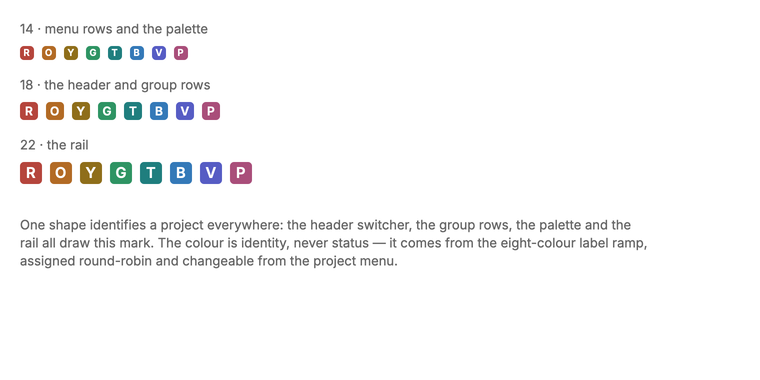 14 · menu rows and the palette
R O Y G T B V P
18 · the header and group rows
R O Y G T B V P
22 · the rail
R O Y G T B V P
One shape identifies a project everywhere: the header switcher, the group rows, the palette and the
rail all draw this mark. The colour is identity, never status — it comes from the eight-colour label ramp,
assigned round-robin and changeable from the project menu.